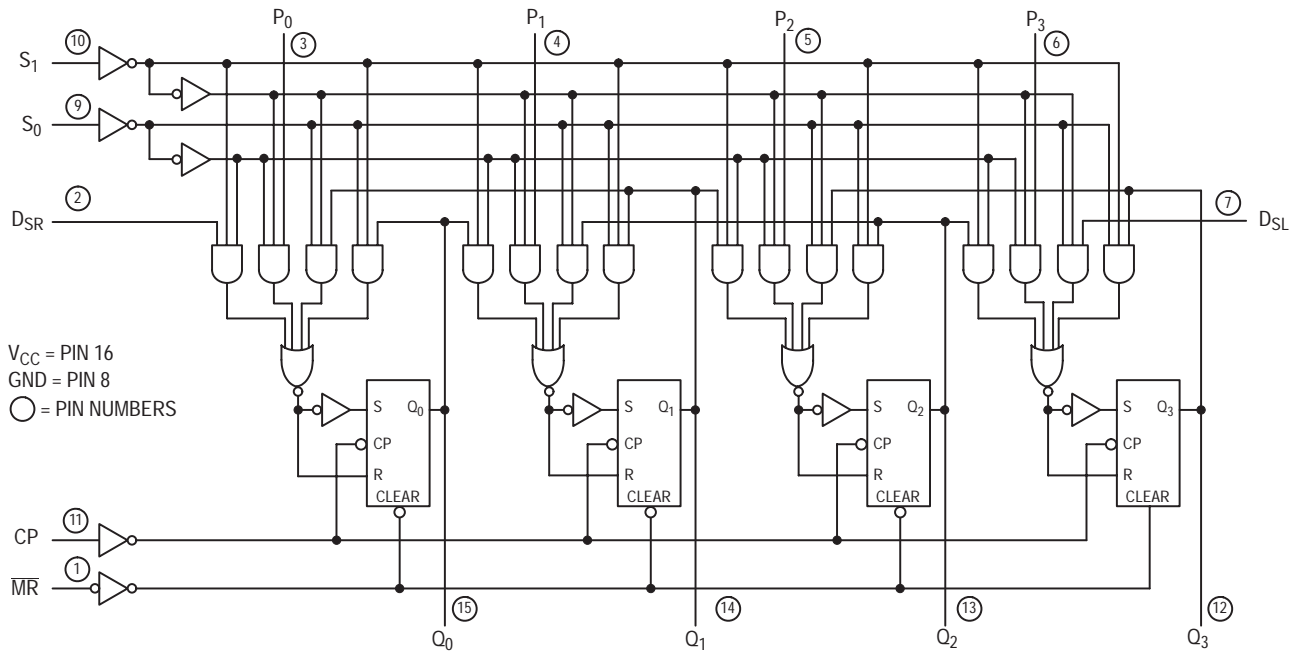 P0
P1
P2
P3
10
3
4
5
6
S1
9
S0
2
DSR
7
DSL
VCC = PIN 16
GND = PIN 8
= PIN NUMBERS
S Q0
CP
R
CLEAR
S Q1
CP
R
CLEAR
S Q2
CP
R
CLEAR
S Q3
CP
R
CLEAR
11
CP
1
M̅R̅
15
14
13
12
Q0
Q1
Q2
Q3